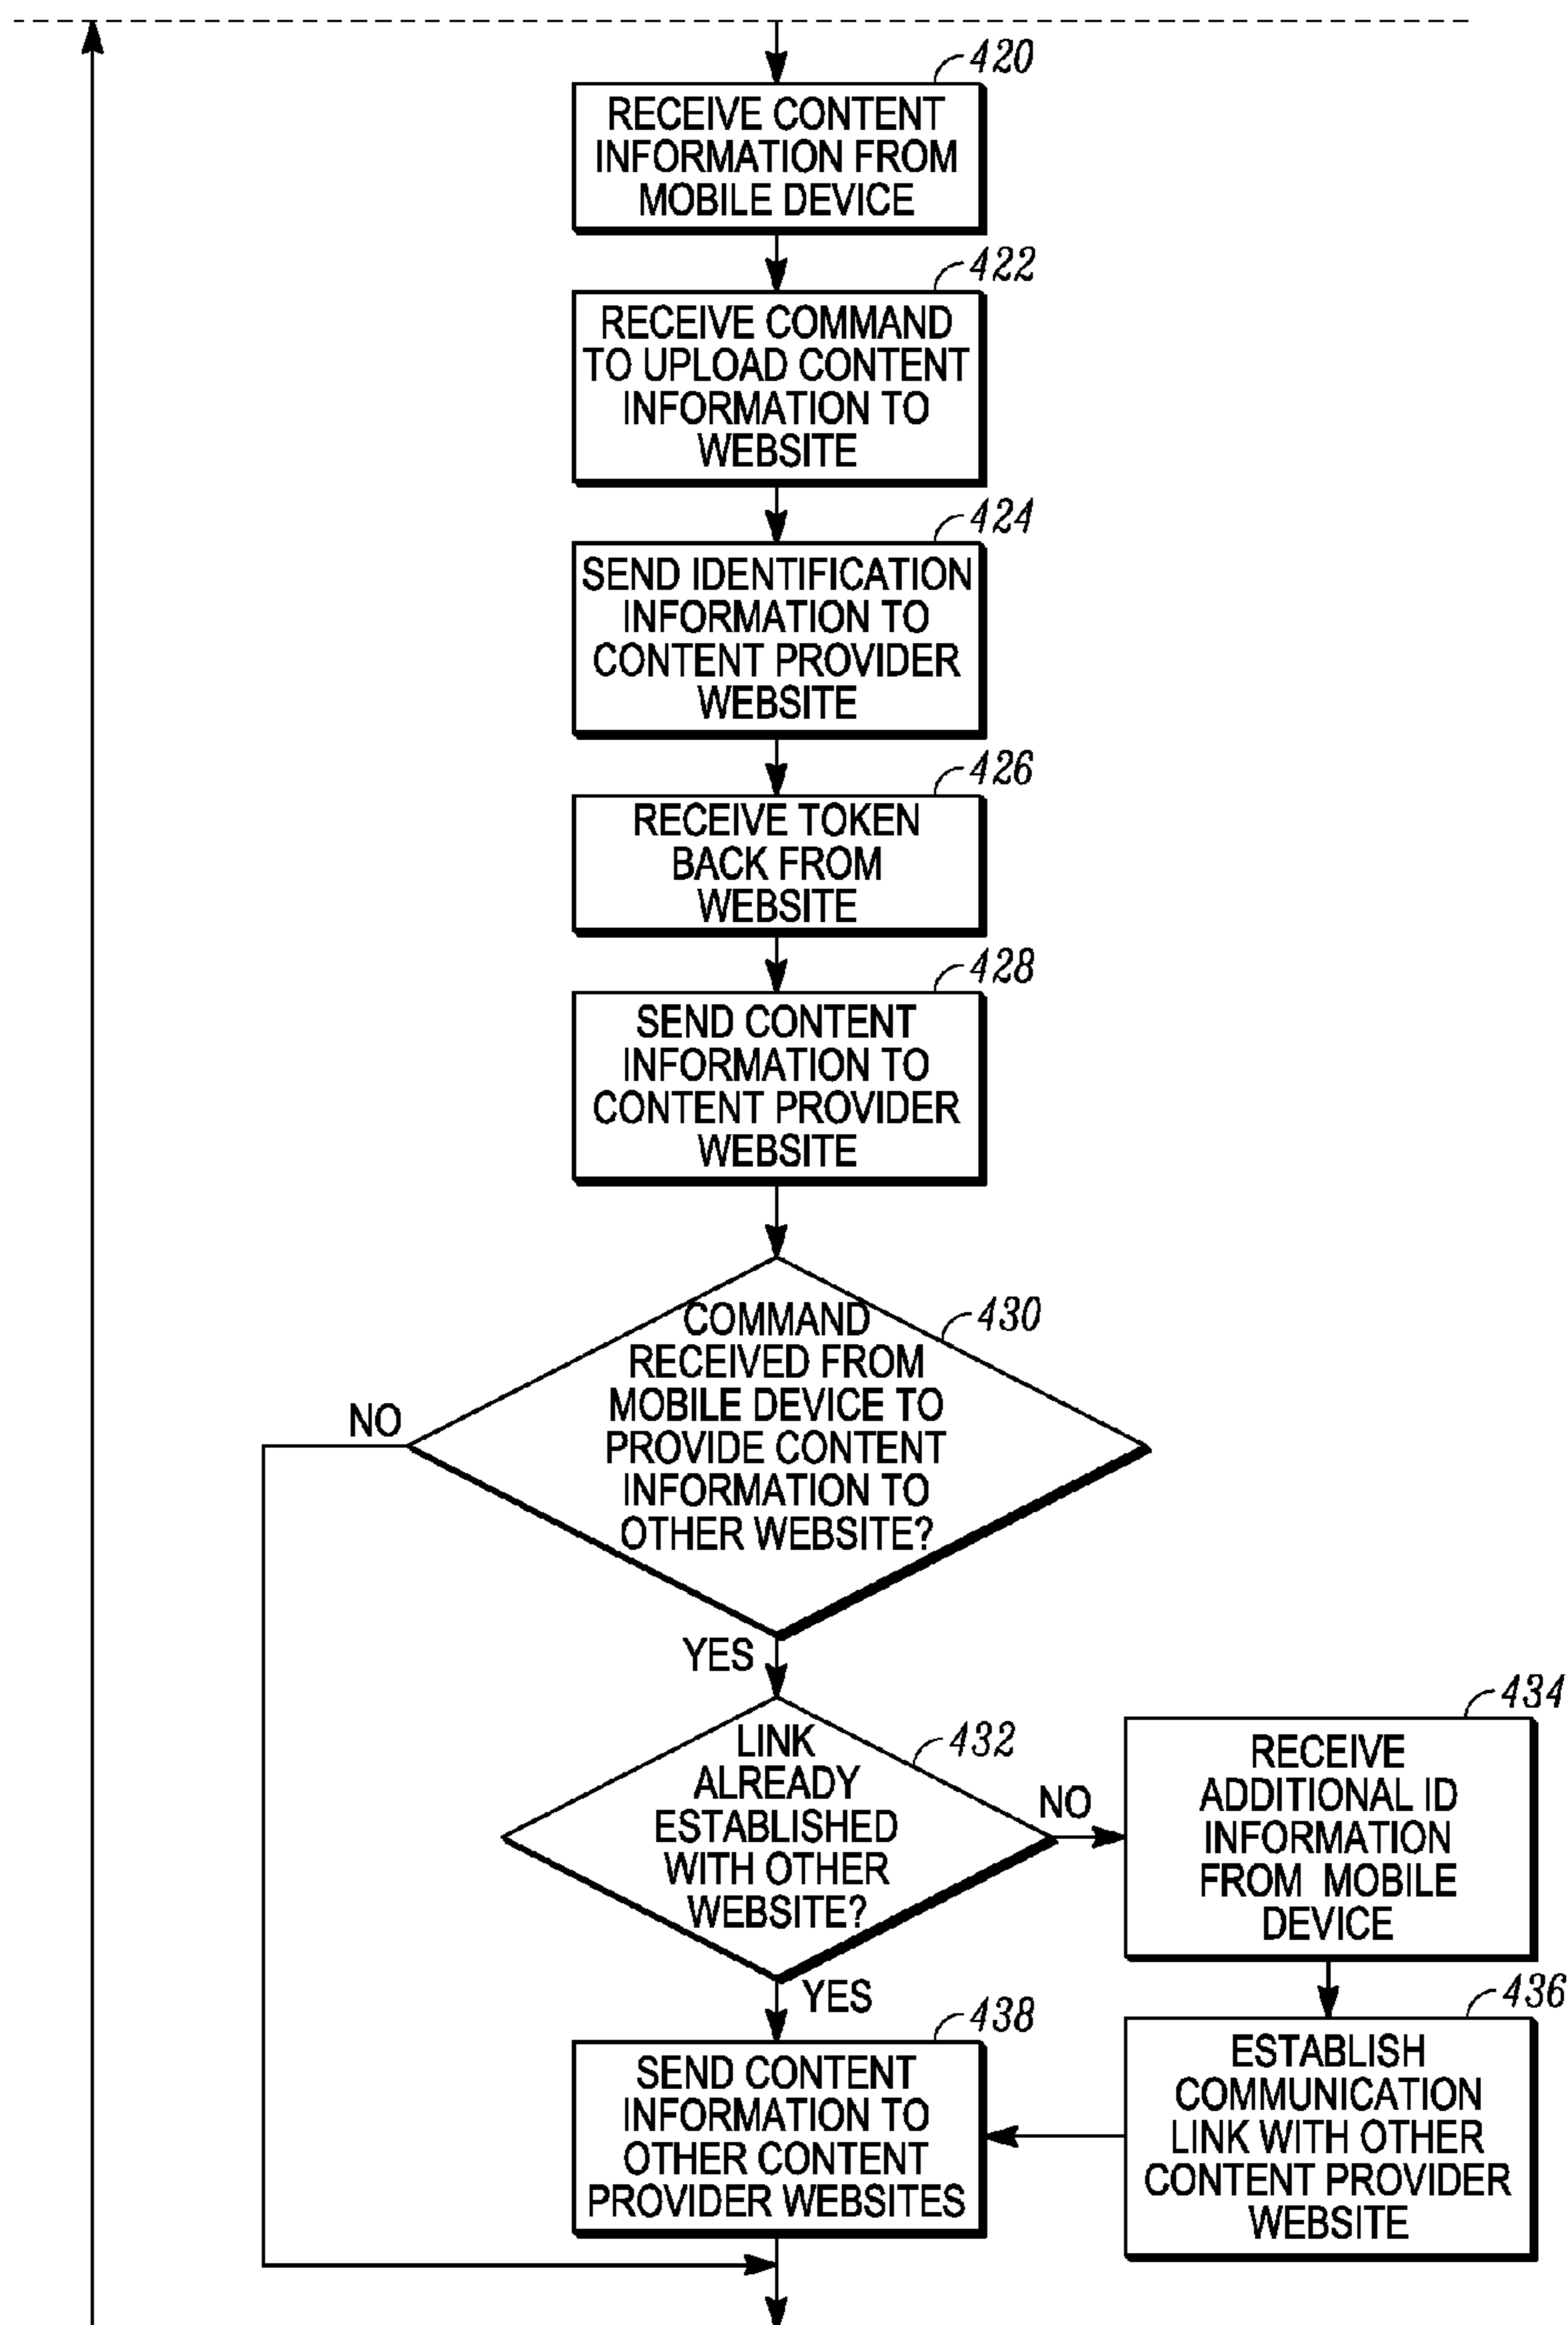 420
RECEIVE CONTENT
INFORMATION FROM
MOBILE DEVICE
422
RECEIVE COMMAND
TO UPLOAD CONTENT
INFORMATION TO
WEBSITE
424
SEND IDENTIFICATION
INFORMATION TO
CONTENT PROVIDER
WEBSITE
426
RECEIVE TOKEN
BACK FROM
WEBSITE
428
SEND CONTENT
INFORMATION TO
CONTENT PROVIDER
WEBSITE
430
COMMAND
RECEIVED FROM
MOBILE DEVICE TO
PROVIDE CONTENT
INFORMATION TO
OTHER WEBSITE?
NO
YES
432
LINK
ALREADY
ESTABLISHED
WITH OTHER
WEBSITE?
NO
YES
434
RECEIVE
ADDITIONAL ID
INFORMATION
FROM MOBILE
DEVICE
436
ESTABLISH
COMMUNICATION
LINK WITH OTHER
CONTENT PROVIDER
WEBSITE
438
SEND CONTENT
INFORMATION TO
OTHER CONTENT
PROVIDER WEBSITES